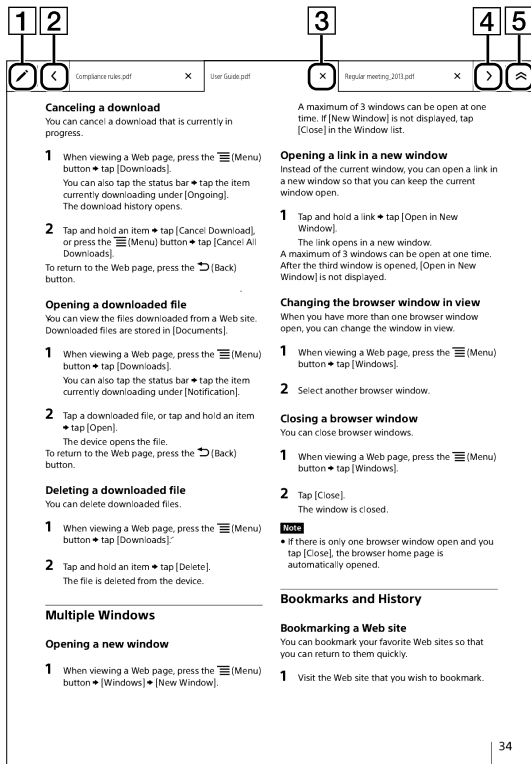 1 2 3 4 5
Compliance rules.pdf × User Guide.pdf × Regular meeting_2013.pdf ×
Canceling a download
You can cancel a download that is currently in
progress.
1 When viewing a Web page, press the (Menu)
button → tap [Downloads].
You can also tap the status bar → tap the item
currently downloading under [Ongoing].
The download history opens.
2 Tap and hold an item → tap [Cancel Download],
or press the (Menu) button → tap [Cancel All
Downloads].
To return to the Web page, press the (Back)
button.
Opening a downloaded file
You can view the files downloaded from a Web site.
Downloaded files are stored in [Documents].
1 When viewing a Web page, press the (Menu)
button → tap [Downloads].
You can also tap the status bar → tap the item
currently downloading under [Notification].
2 Tap a downloaded file, or tap and hold an item
→ tap [Open].
The device opens the file.
To return to the Web page, press the (Back)
button.
Deleting a downloaded file
You can delete downloaded files.
1 When viewing a Web page, press the (Menu)
button → tap [Downloads].
2 Tap and hold an item → tap [Delete].
The file is deleted from the device.
Multiple Windows
Opening a new window
1 When viewing a Web page, press the (Menu)
button → [Windows] → [New Window].
A maximum of 3 windows can be open at one
time. If [New Window] is not displayed, tap
[Close] in the Window list.
Opening a link in a new window
Instead of the current window, you can open a link in
a new window so that you can keep the current
window open.
1 Tap and hold a link → tap [Open in New
Window].
The link opens in a new window.
A maximum of 3 windows can be open at one time.
After the third window is opened, [Open in New
Window] is not displayed.
Changing the browser window in view
When you have more than one browser window
open, you can change the window in view.
1 When viewing a Web page, press the (Menu)
button → tap [Windows].
2 Select another browser window.
Closing a browser window
You can close browser windows.
1 When viewing a Web page, press the (Menu)
button → tap [Windows].
2 Tap [Close].
The window is closed.
Note
• If there is only one browser window open and you
tap [Close], the browser home page is
automatically opened.
Bookmarks and History
Bookmarking a Web site
You can bookmark your favorite Web sites so that
you can return to them quickly.
1 Visit the Web site that you wish to bookmark.
34